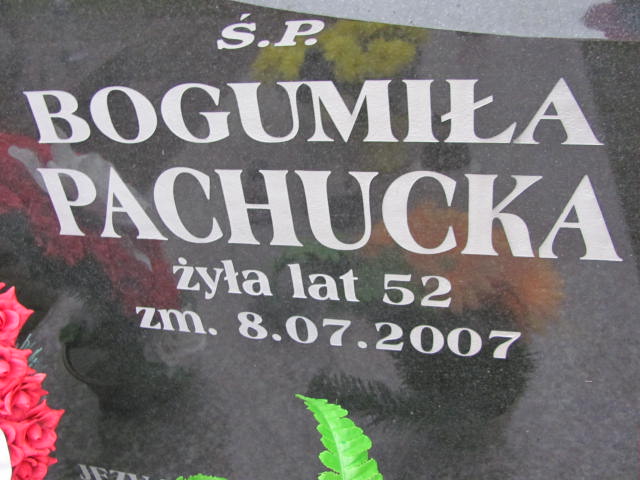 Ś.P.
BOGUMIŁA
PACHUCKA
żyła lat 52
zm. 8.07.2007